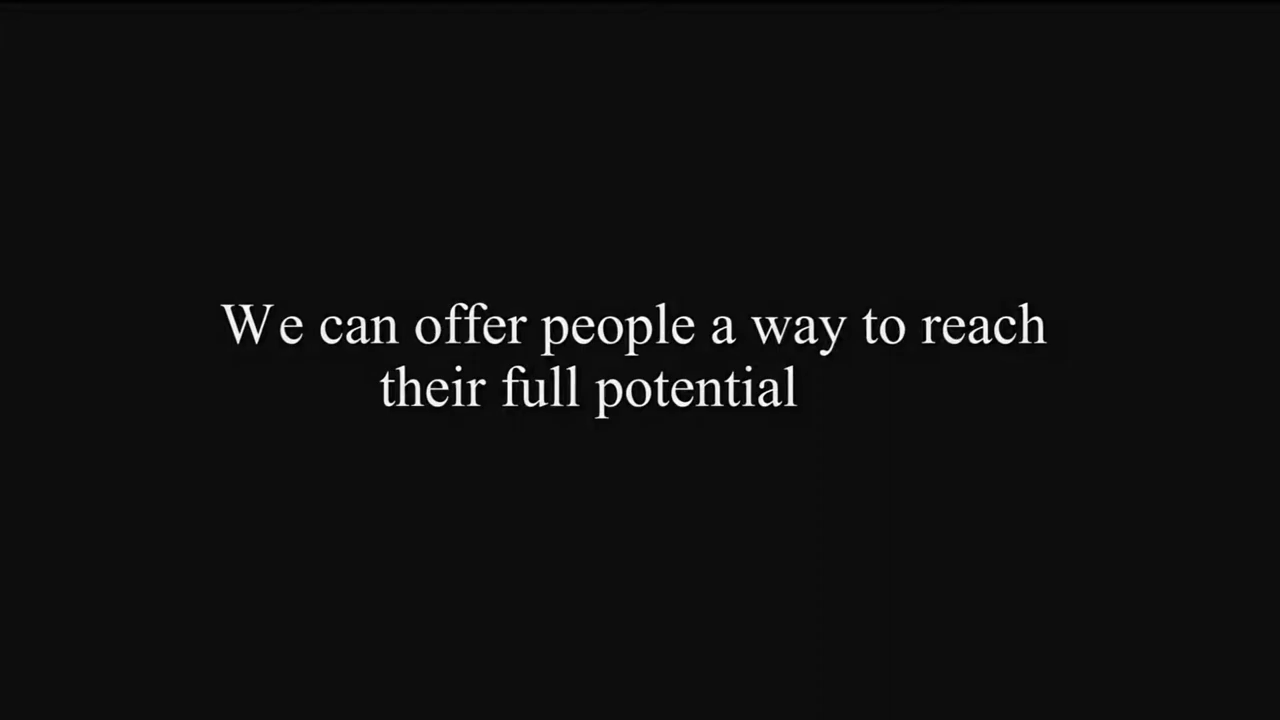 We can offer people a way to reach
their full potential